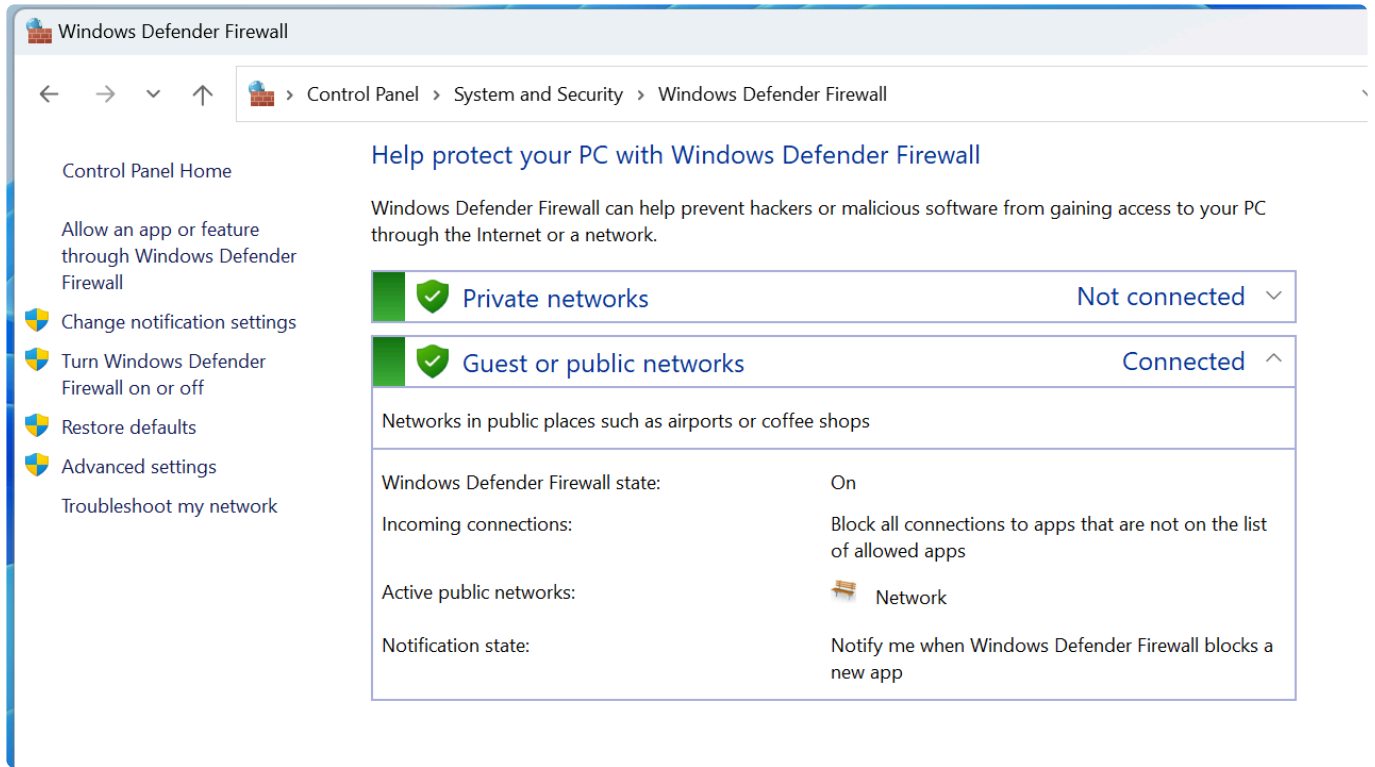 Windows Defender Firewall
Control Panel > System and Security > Windows Defender Firewall
Control Panel Home
Allow an app or feature
through Windows Defender
Firewall
Change notification settings
Turn Windows Defender
Firewall on or off
Restore defaults
Advanced settings
Troubleshoot my network
Help protect your PC with Windows Defender Firewall
Windows Defender Firewall can help prevent hackers or malicious software from gaining access to your PC
through the Internet or a network.
Private networks Not connected
Guest or public networks Connected
Networks in public places such as airports or coffee shops
Windows Defender Firewall state: On
Incoming connections: Block all connections to apps that are not on the list
of allowed apps
Active public networks: Network
Notification state: Notify me when Windows Defender Firewall blocks a
new app